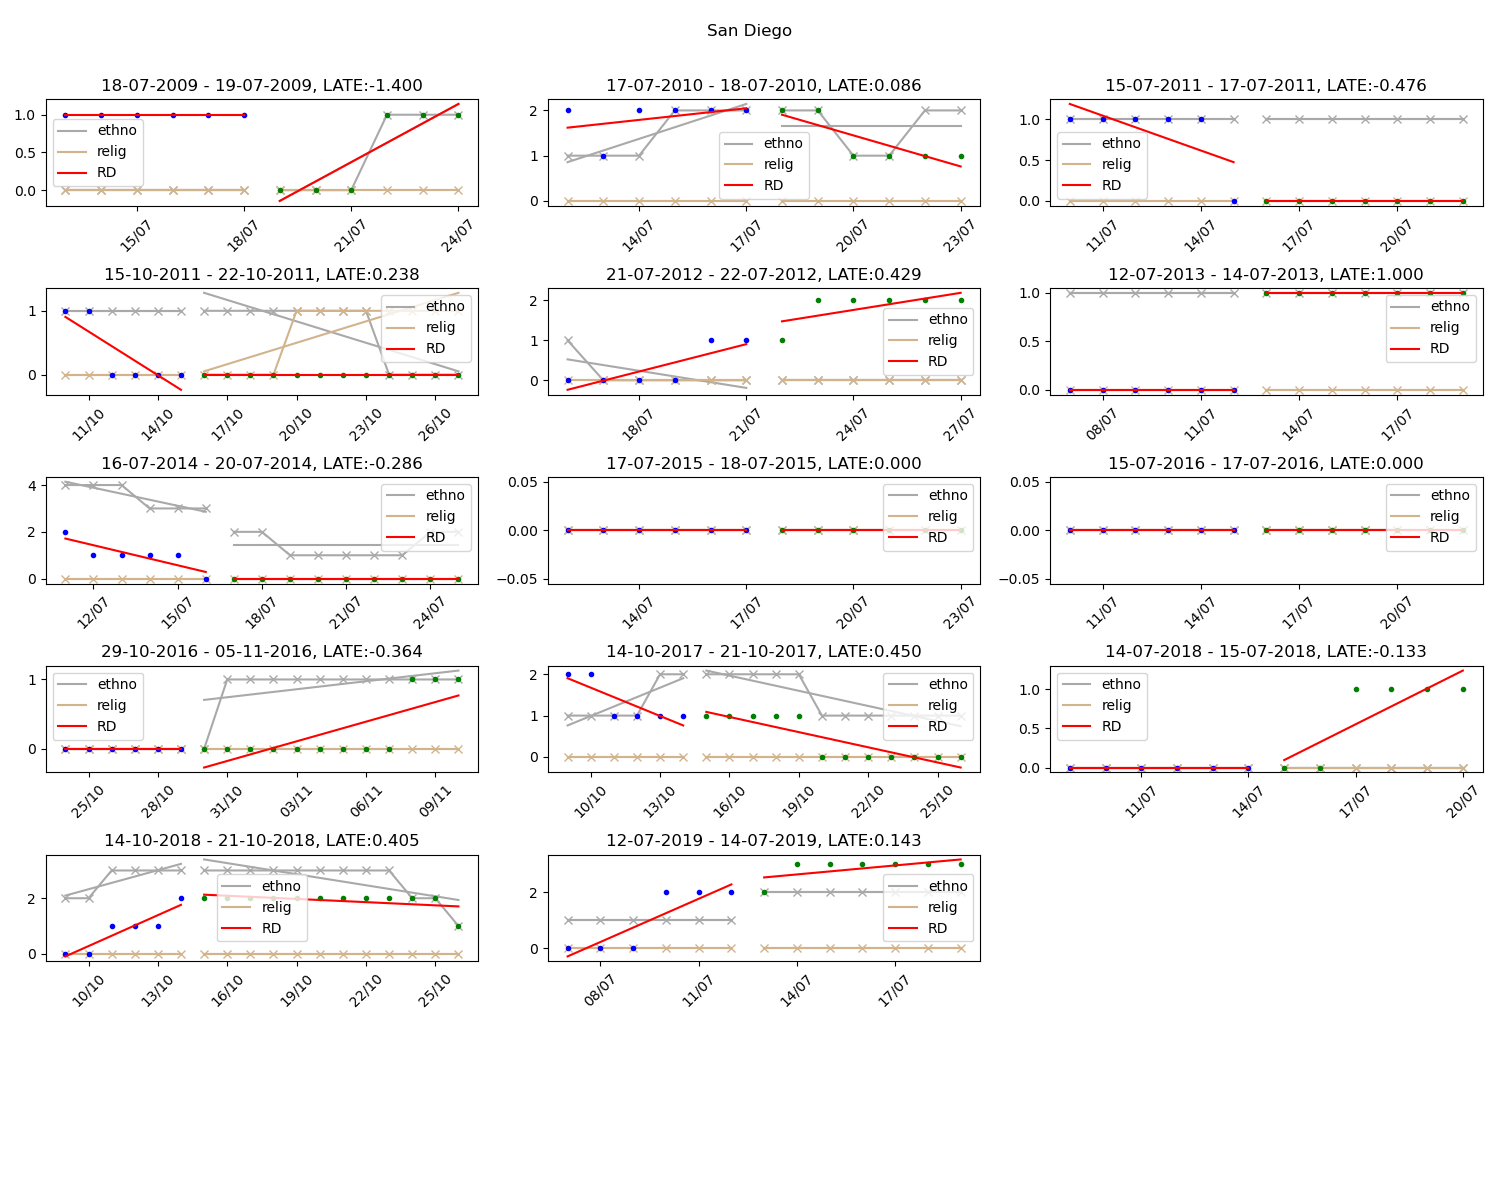 San Diego
18-07-2009 - 19-07-2009, LATE:-1.400
1.0
0.5
0.0
ethno
relig
RD
15/07
18/07
21/07
24/07
17-07-2010 - 18-07-2010, LATE:0.086
2
1
0
ethno
relig
RD
14/07
17/07
20/07
23/07
15-07-2011 - 17-07-2011, LATE:-0.476
1.0
0.5
0.0
ethno
relig
RD
11/07
14/07
17/07
20/07
15-10-2011 - 22-10-2011, LATE:0.238
1
0
ethno
relig
RD
11/10
14/10
17/10
20/10
23/10
26/10
21-07-2012 - 22-07-2012, LATE:0.429
2
1
0
ethno
relig
RD
18/07
21/07
24/07
27/07
12-07-2013 - 14-07-2013, LATE:1.000
1.0
0.5
0.0
ethno
relig
RD
08/07
11/07
14/07
17/07
16-07-2014 - 20-07-2014, LATE:-0.286
4
2
0
ethno
relig
RD
12/07
15/07
18/07
21/07
24/07
17-07-2015 - 18-07-2015, LATE:0.000
0.05
0.00
−0.05
ethno
relig
RD
14/07
17/07
20/07
23/07
15-07-2016 - 17-07-2016, LATE:0.000
0.05
0.00
−0.05
ethno
relig
RD
11/07
14/07
17/07
20/07
29-10-2016 - 05-11-2016, LATE:-0.364
1
0
ethno
relig
RD
25/10
28/10
31/10
03/11
06/11
09/11
14-10-2017 - 21-10-2017, LATE:0.450
2
1
0
ethno
relig
RD
10/10
13/10
16/10
19/10
22/10
25/10
14-07-2018 - 15-07-2018, LATE:-0.133
1.0
0.5
0.0
ethno
relig
RD
11/07
14/07
17/07
20/07
14-10-2018 - 21-10-2018, LATE:0.405
2
0
ethno
relig
RD
10/10
13/10
16/10
19/10
22/10
25/10
12-07-2019 - 14-07-2019, LATE:0.143
2
0
ethno
relig
RD
08/07
11/07
14/07
17/07